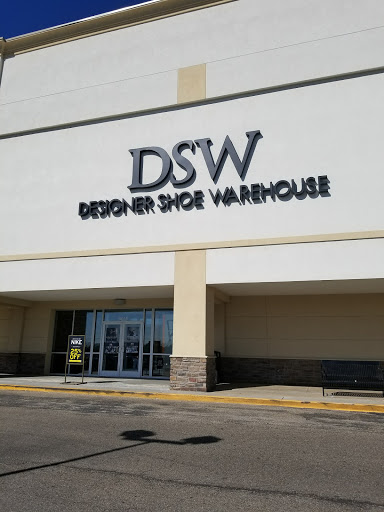 DSW
DESIGNER SHOE WAREHOUSE
NIKE
25%
OFF